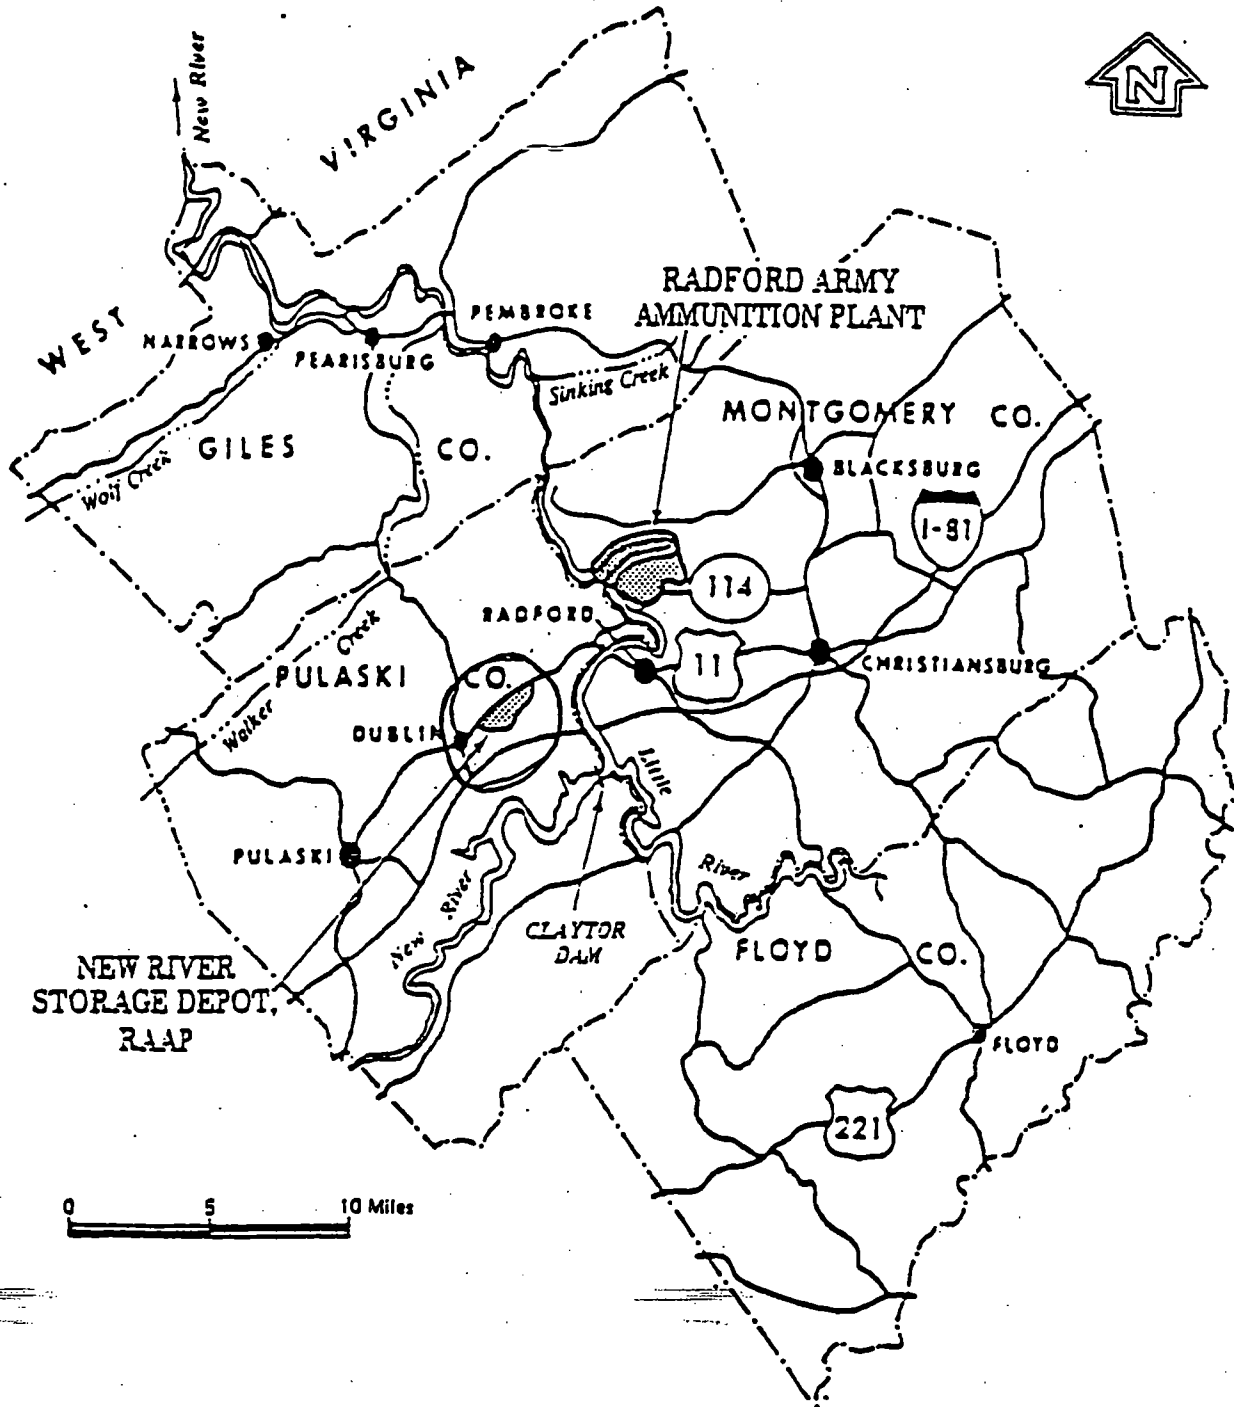 New River
N
VIRGINIA
WEST
RADFORD ARMY
AMMUNITION PLANT
PEMBROKE
NARROWS
PEARISBURG
Sinking Creek
MONTGOMERY CO.
GILES CO.
Wolf Creek
BLACKSBURG
I-81
114
RADFORD
11
CHRISTIANSBURG
Walker Creek
PULASKI CO.
DUBLIN
Little River
PULASKI
New River
CLAYTOR
DAM
FLOYD CO.
NEW RIVER
STORAGE DEPOT,
RAAP
FLOYD
221
0 5 10 Miles